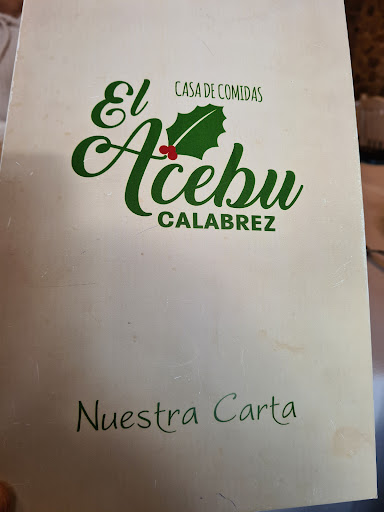 CASA DE COMIDAS
El
Acebu
CALABREZ
Nuestra Carta